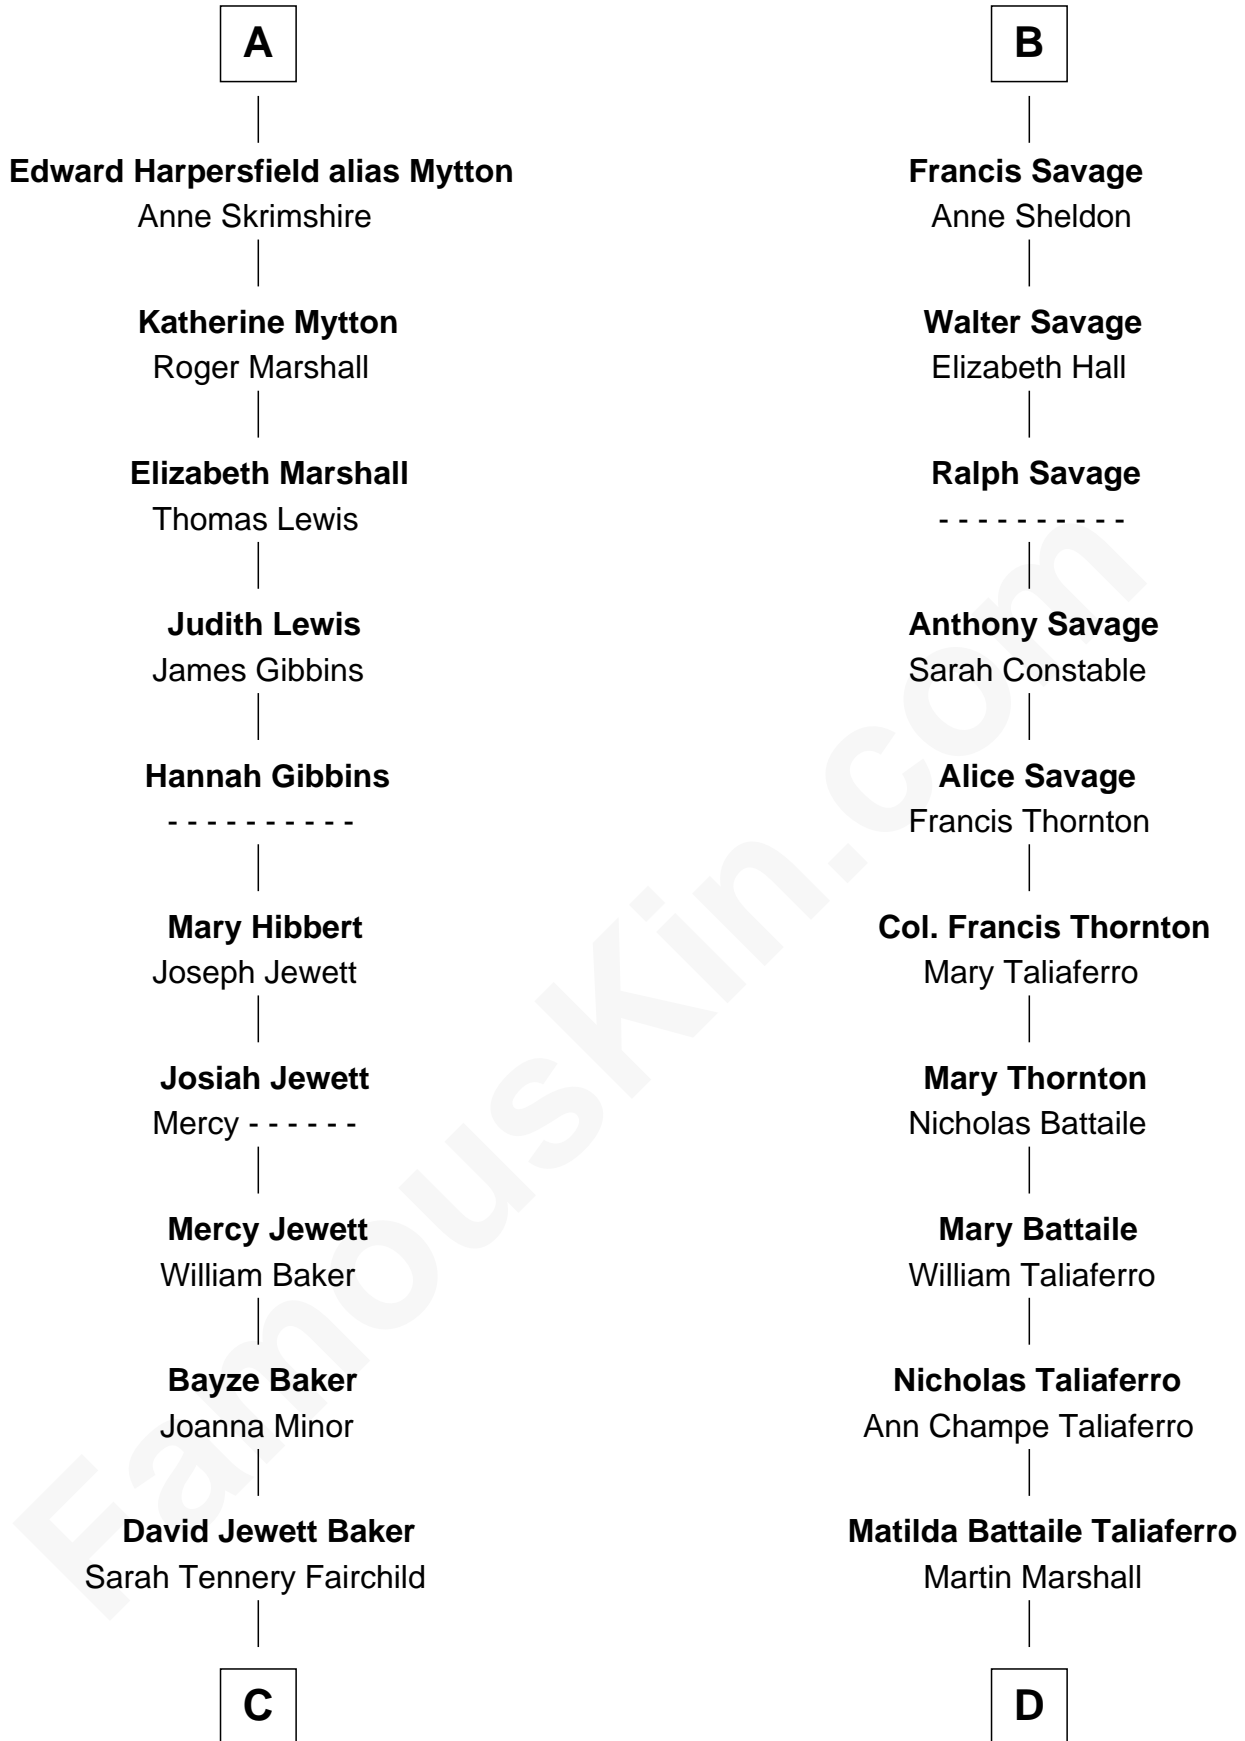 A
Edward Harpersfield alias Mytton
Anne Skrimshire
Katherine Mytton
Roger Marshall
Elizabeth Marshall
Thomas Lewis
Judith Lewis
James Gibbins
Hannah Gibbins
- - - - - - - - - -
Mary Hibbert
Joseph Jewett
Josiah Jewett
Mercy - - - - - -
Mercy Jewett
William Baker
Bayze Baker
Joanna Minor
David Jewett Baker
Sarah Tennery Fairchild
C
B
Francis Savage
Anne Sheldon
Walter Savage
Elizabeth Hall
Ralph Savage
- - - - - - - - - -
Anthony Savage
Sarah Constable
Alice Savage
Francis Thornton
Col. Francis Thornton
Mary Taliaferro
Mary Thornton
Nicholas Battaile
Mary Battaile
William Taliaferro
Nicholas Taliaferro
Ann Champe Taliaferro
Matilda Battaile Taliaferro
Martin Marshall
D
FamousKin.com